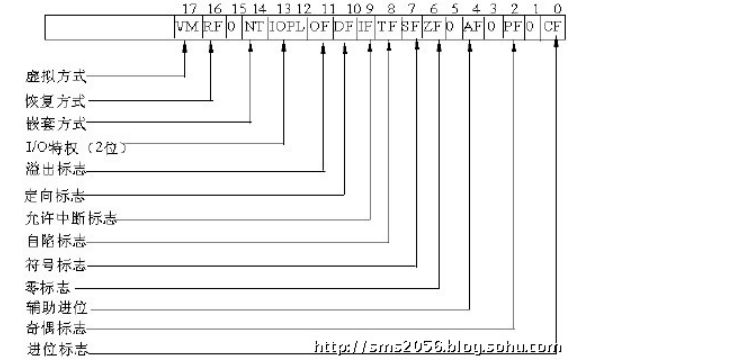 17 16 15 14 13 12 11 10 9 8 7 6 5 4 3 2 1 0
VM RF 0 NT IOPL OF DF IF TF SF ZF 0 AF 0 PF 0 CF
虚拟方式
恢复方式
嵌套方式
I/O特权（2位）
溢出标志
定向标志
允许中断标志
自陷标志
符号标志
零标志
辅助进位
奇偶标志
进位标志
http://sms2056.blog.sohu.com